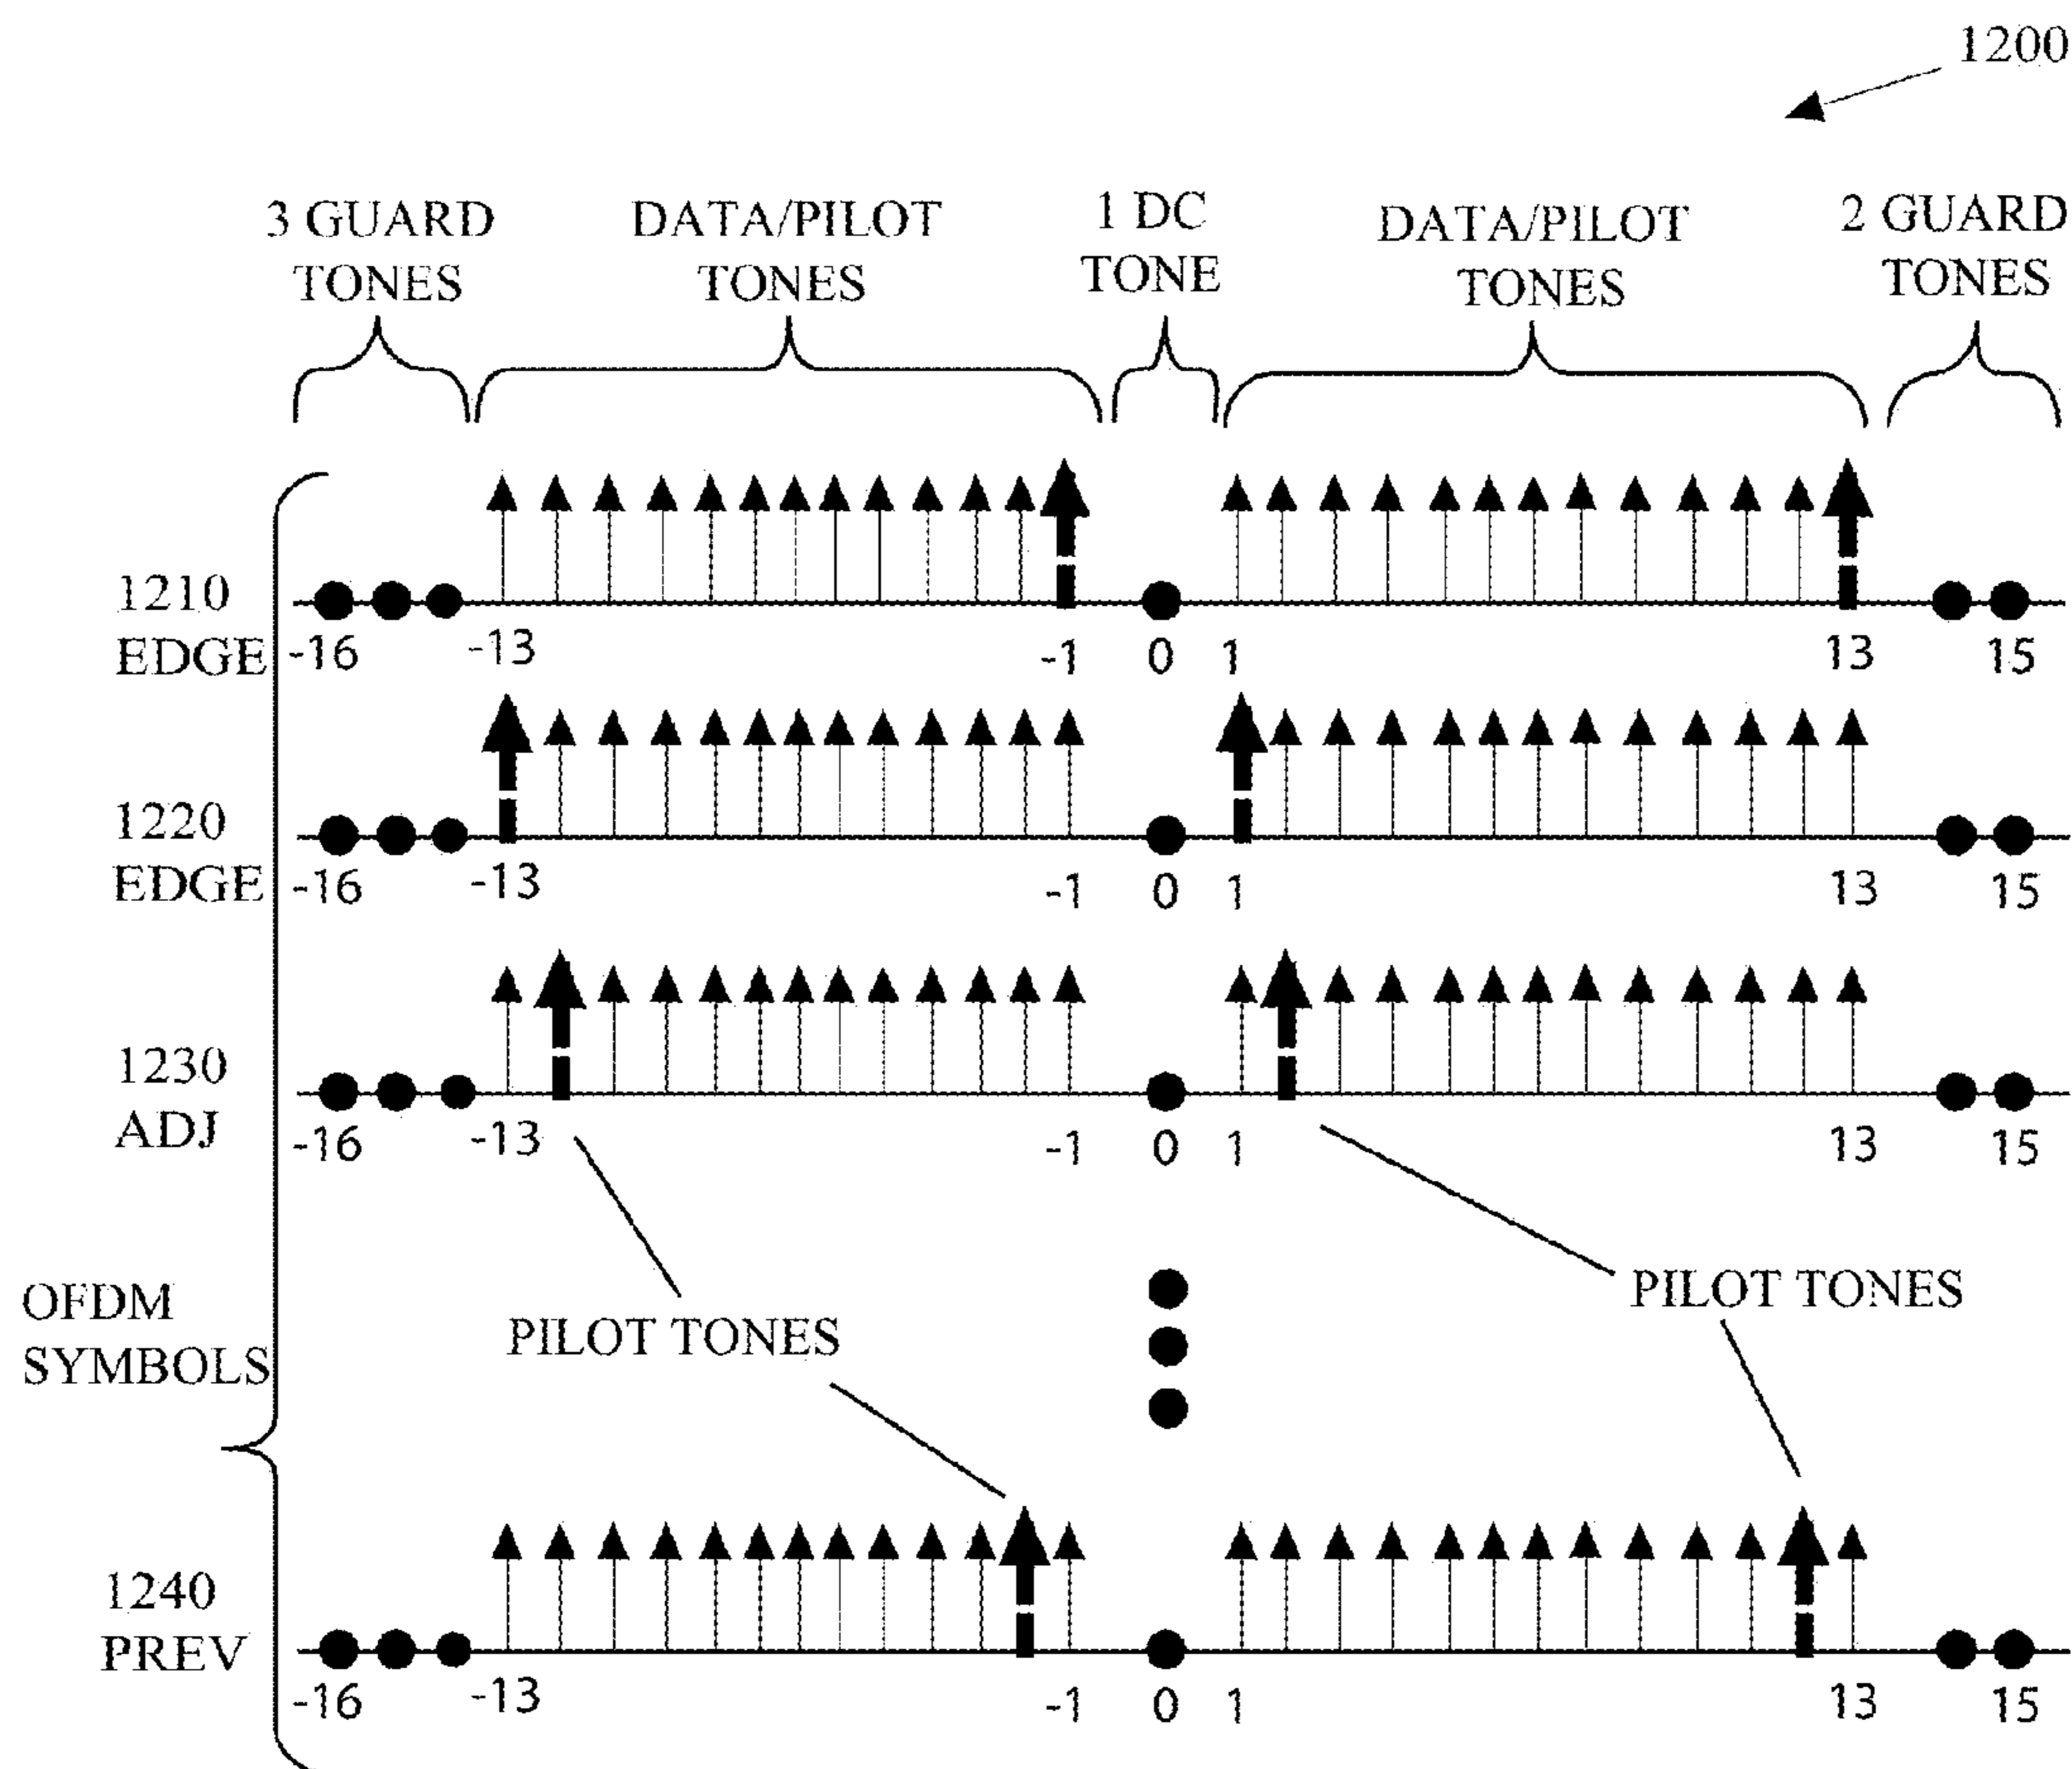 1200
3 GUARD
TONES
DATA/PILOT
TONES
1 DC
TONE
DATA/PILOT
TONES
2 GUARD
TONES
1210
EDGE
-16
-13
-1
0
1
13
15
1220
EDGE
-16
-13
-1
0
1
13
15
1230
ADJ
-16
-13
-1
0
1
13
15
OFDM
SYMBOLS
PILOT TONES
PILOT TONES
1240
PREV
-16
-13
-1
0
1
13
15